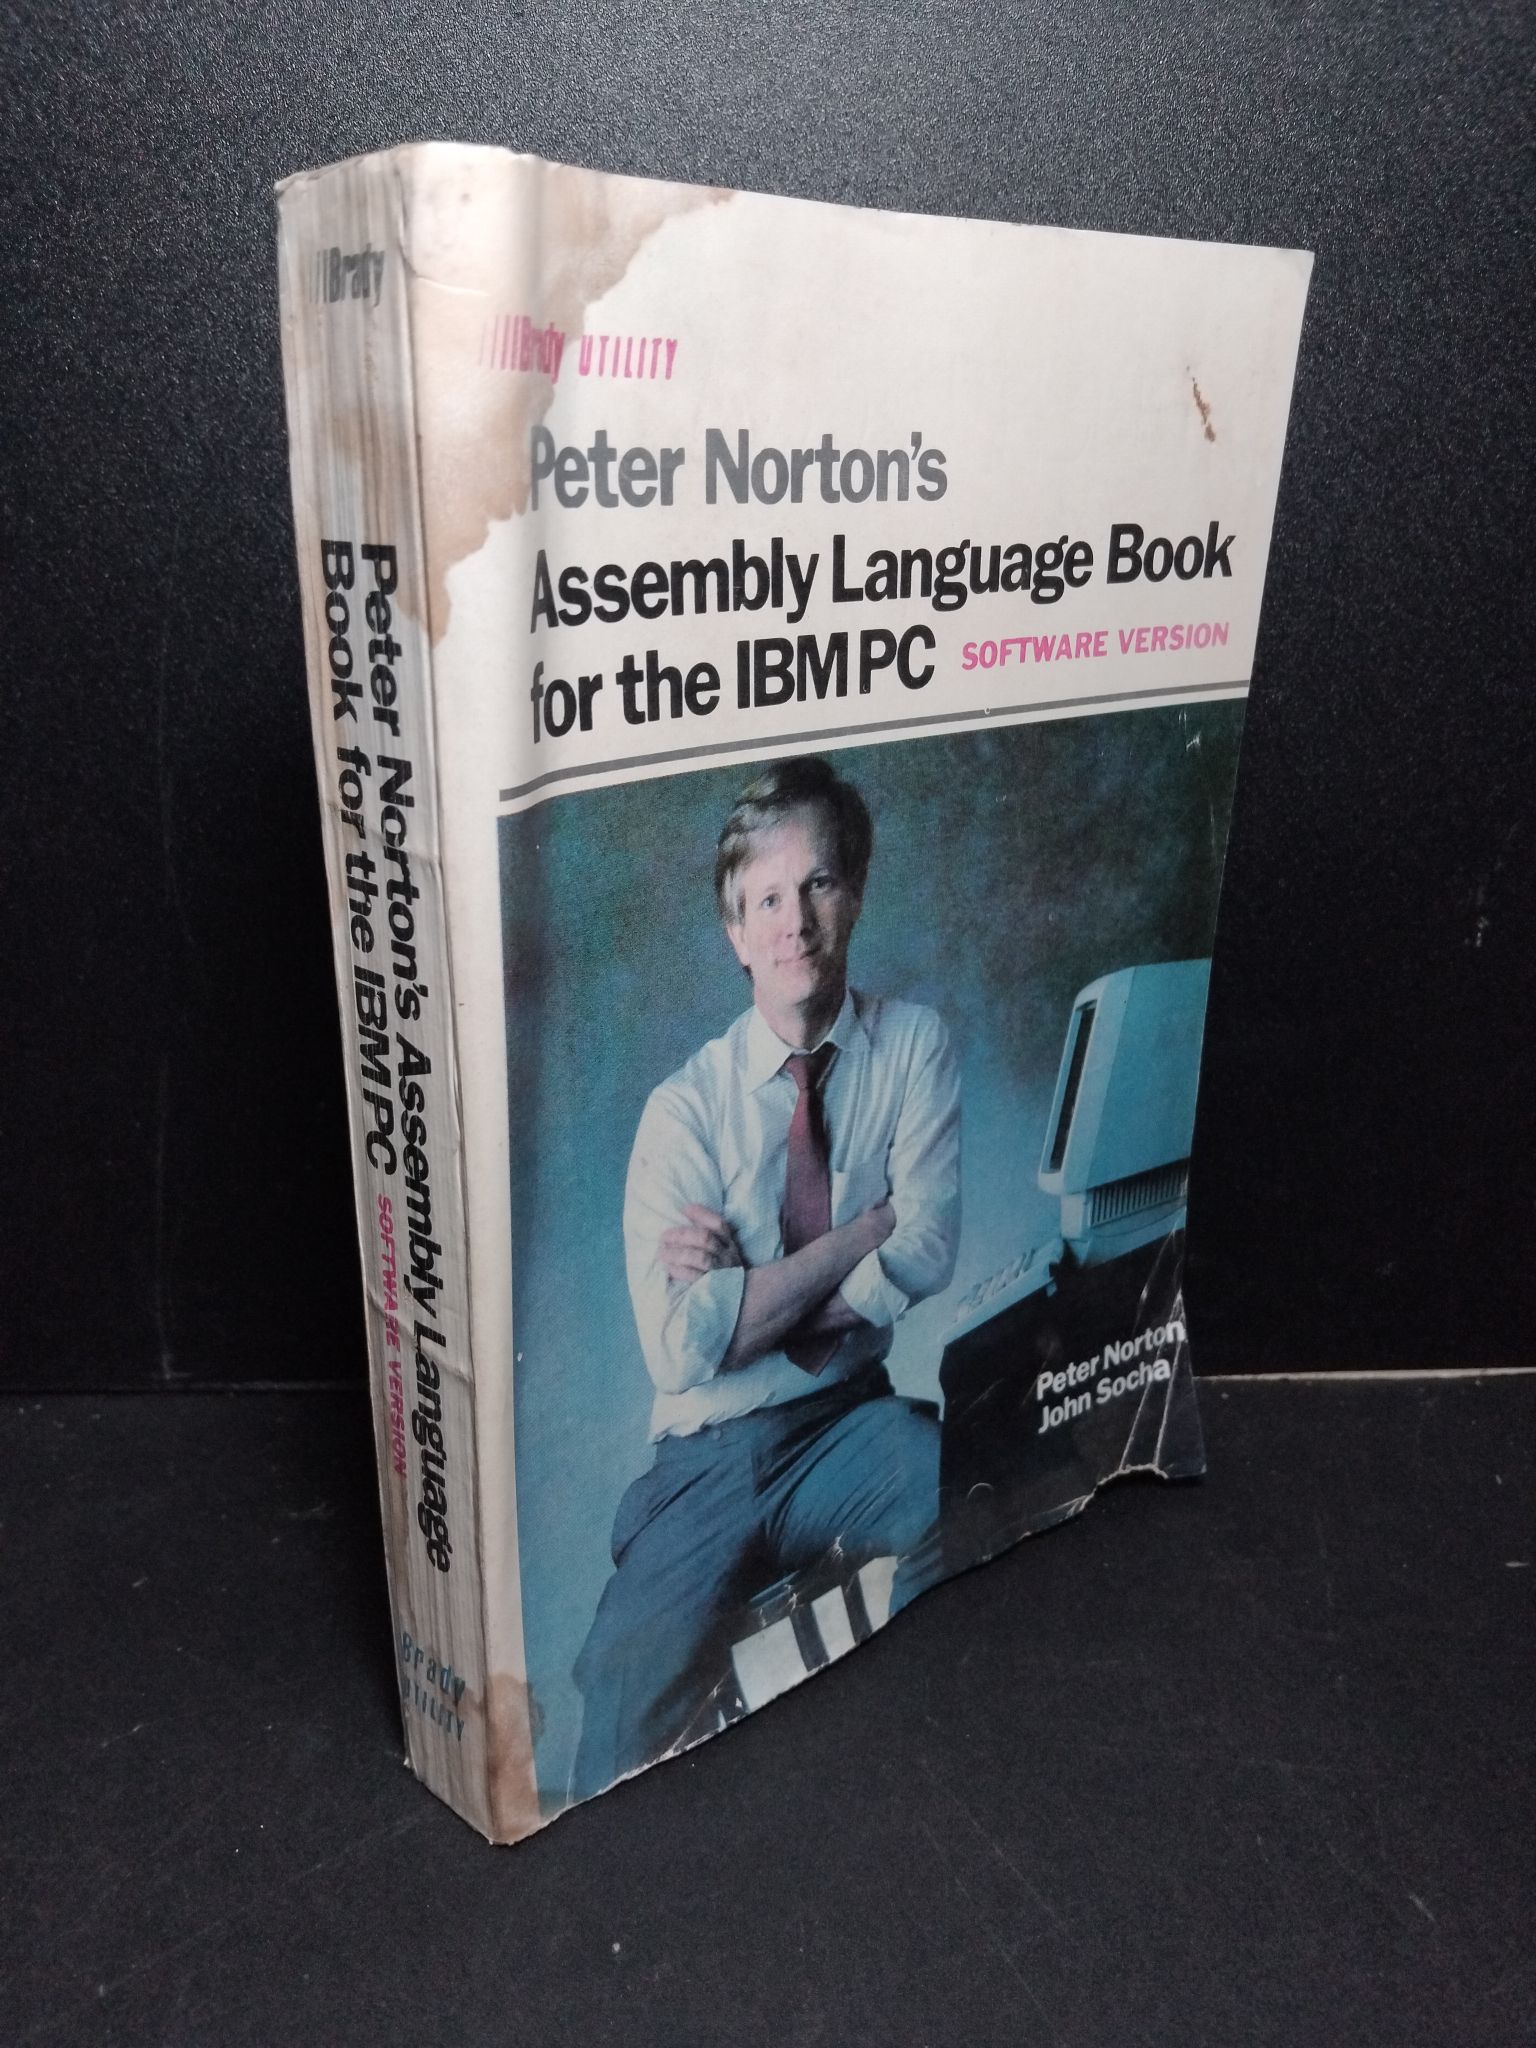 Brady
Peter Norton's Assembly Language
Book for the IBM PC SOFTWARE VERSION
Brady
UTILITY
Brady UTILITY
Peter Norton's
Assembly Language Book
for the IBM PC SOFTWARE VERSION
Peter Norton
John Socha